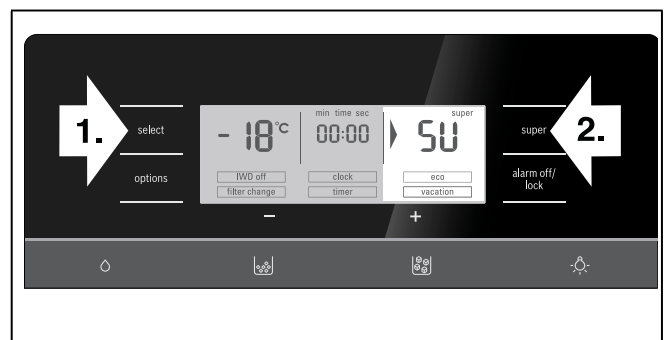 1.
select
options
- 18°C
min time sec
00:00
super
SU
IWD off
filter change
clock
timer
eco
vacation
super
2.
alarm off/
lock
−
+